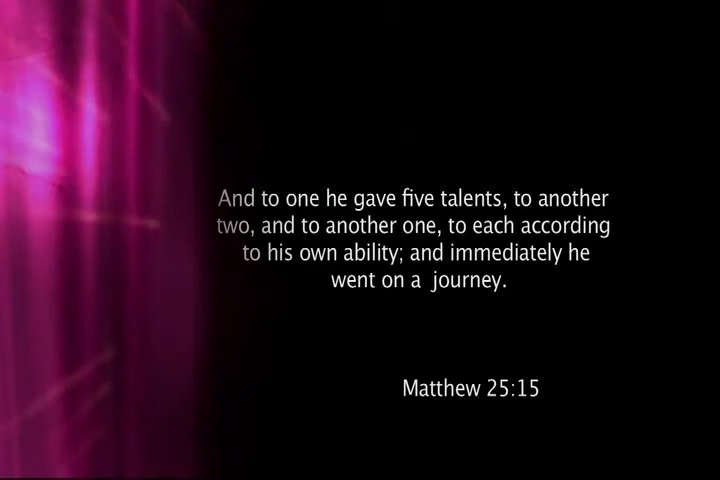 And to one he gave five talents, to another
two, and to another one, to each according
to his own ability; and immediately he
went on a  journey.
Matthew 25:15